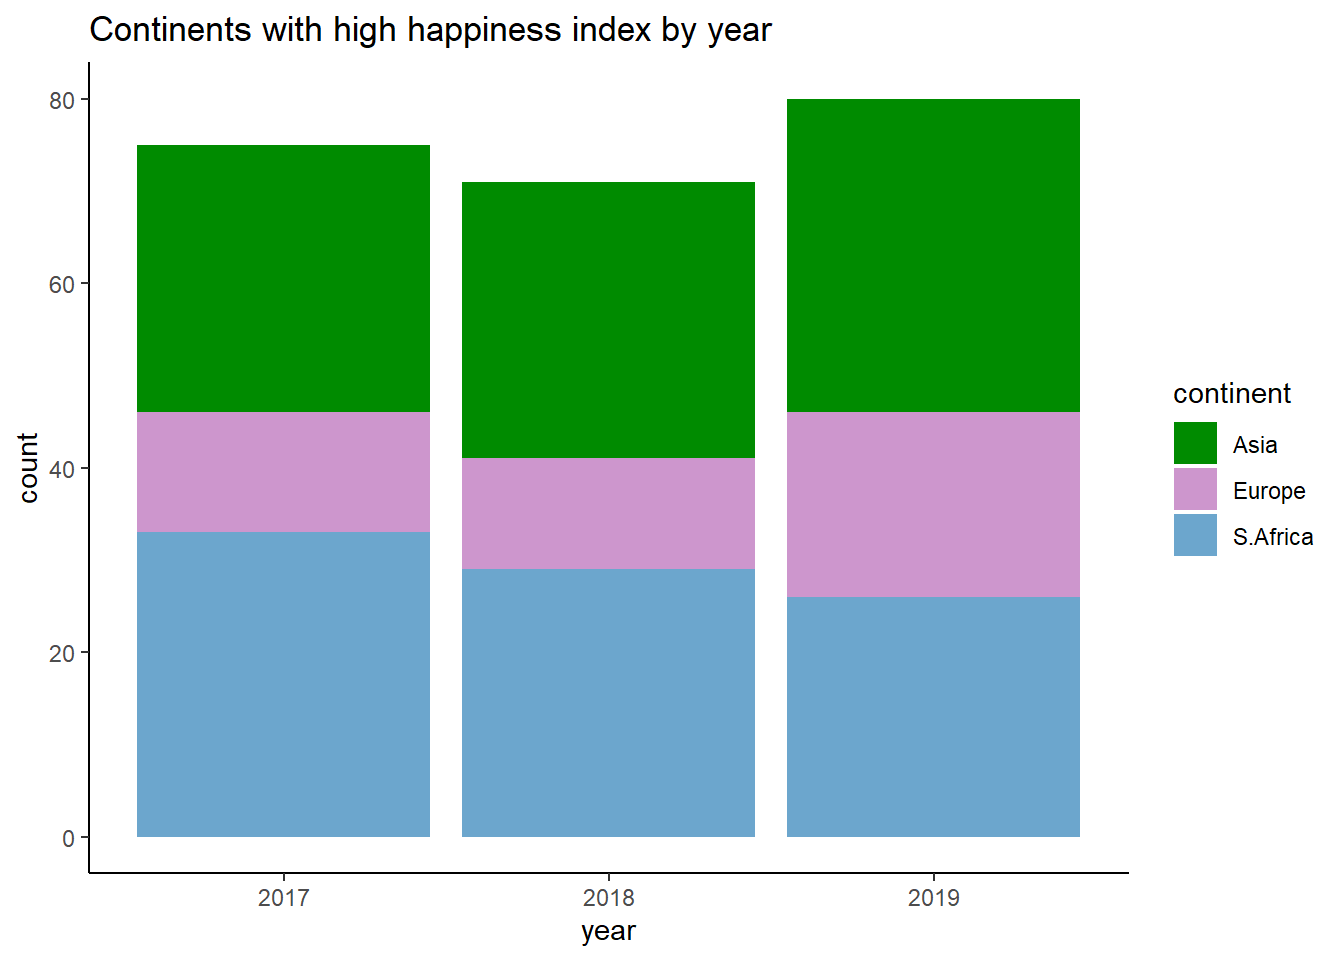 Continents with high happiness index by year
80
60
40
20
0
count
2017
2018
2019
year
continent
Asia
Europe
S.Africa